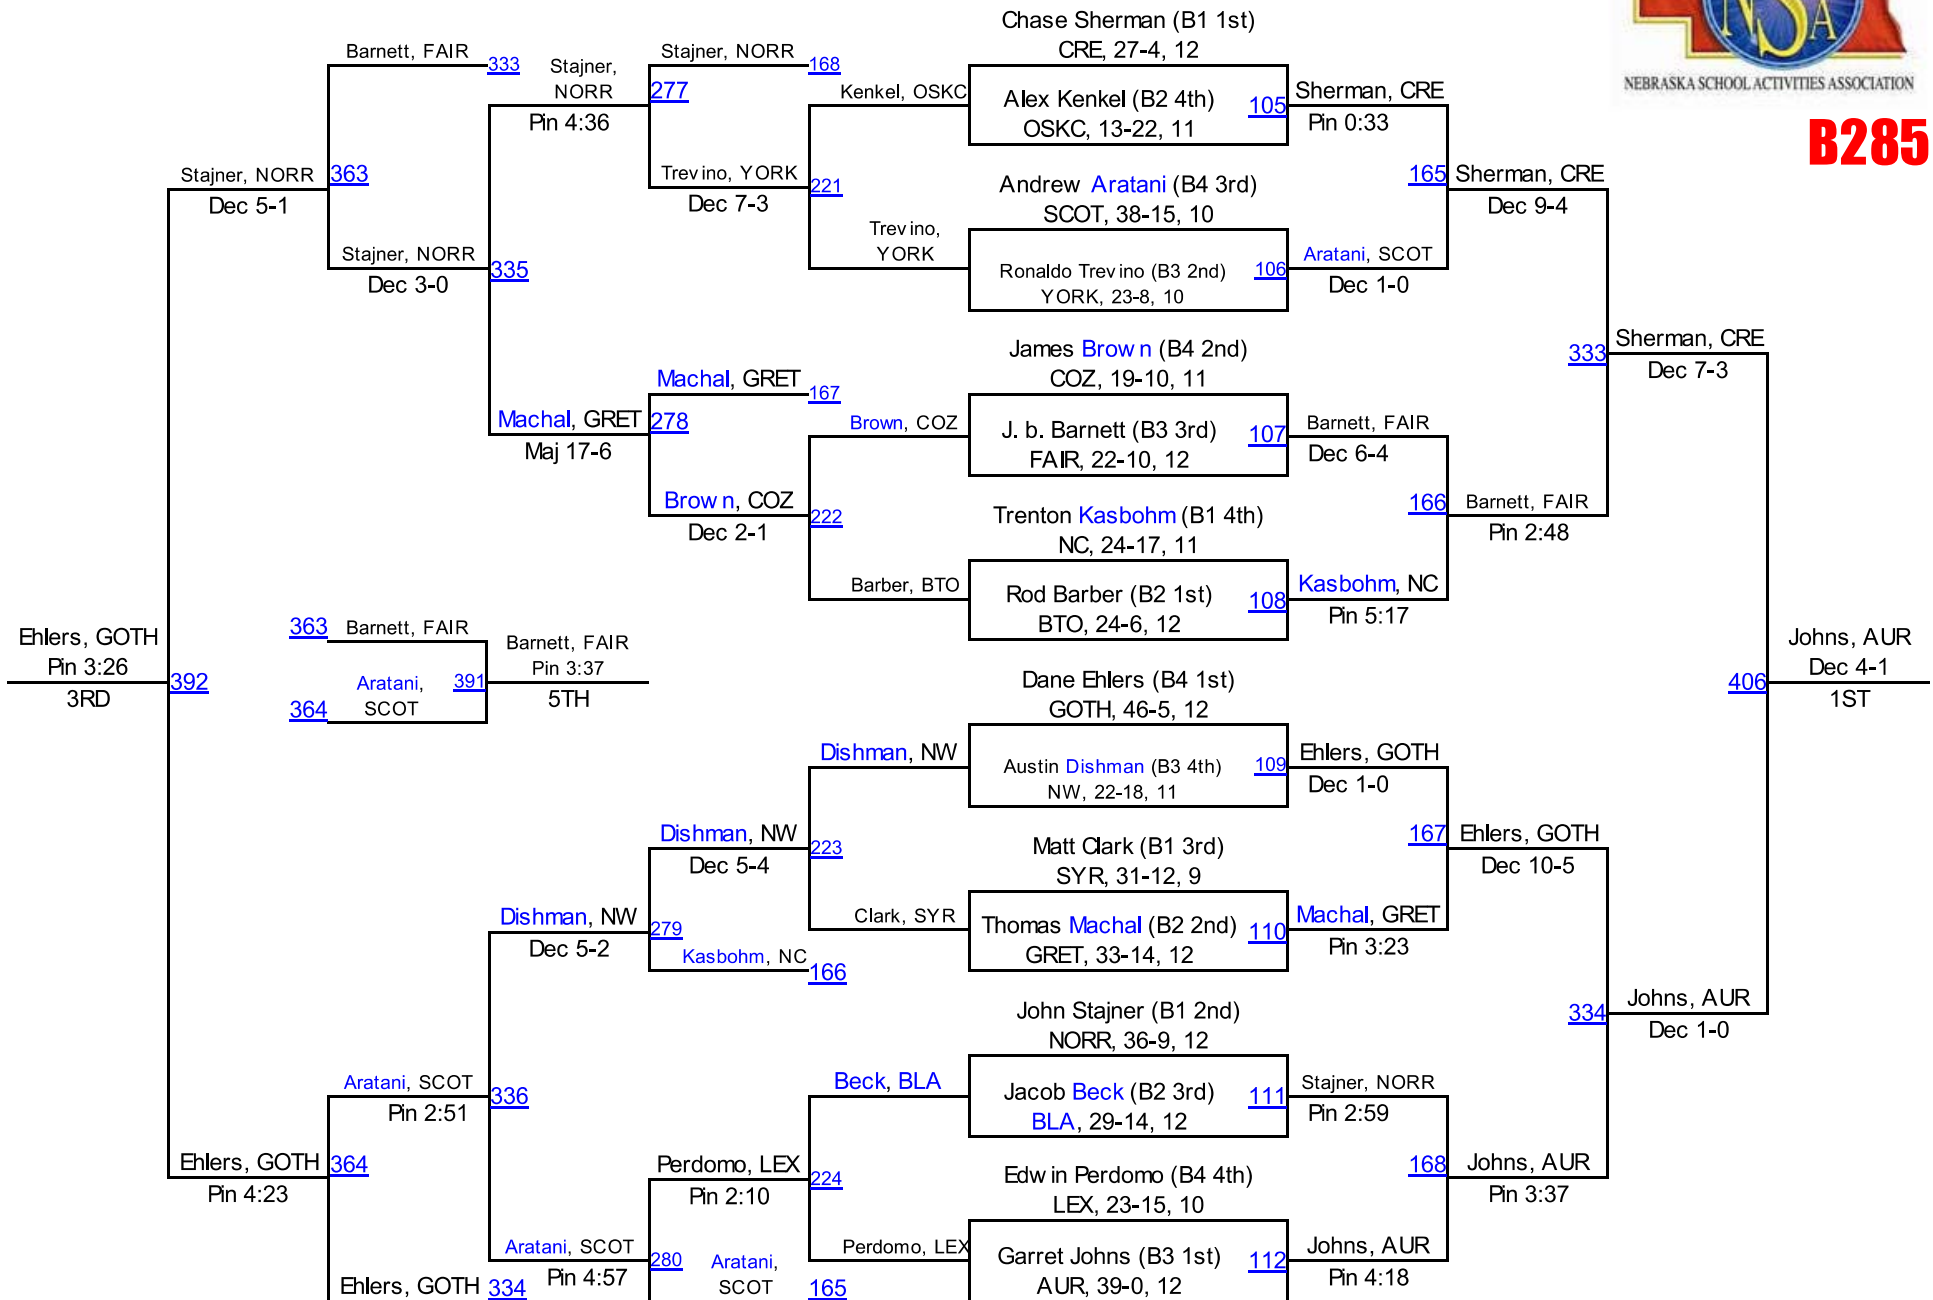 NSA
NEBRASKA SCHOOL ACTIVITIES ASSOCIATION
B285
Barnett, FAIR
333
Stajner, NORR
363
Dec 5-1
Stajner, NORR
335
Dec 3-0
Stajner,
NORR
277
Pin 4:36
Stajner, NORR
168
Trevino, YORK
221
Dec 7-3
Kenkel, OSKC
Trevino,
YORK
Machal, GRET
278
Maj 17-6
Machal, GRET
167
Brown, COZ
222
Dec 2-1
Brown, COZ
Barber, BTO
Chase Sherman (B1 1st)
CRE, 27-4, 12
Alex Kenkel (B2 4th)
OSKC, 13-22, 11
105
Sherman, CRE
Pin 0:33
Andrew Aratani (B4 3rd)
SCOT, 38-15, 10
Ronaldo Trevino (B3 2nd)
YORK, 23-8, 10
106
Aratani, SCOT
Dec 1-0
165
Sherman, CRE
Dec 9-4
James Brown (B4 2nd)
COZ, 19-10, 11
J. b. Barnett (B3 3rd)
FAIR, 22-10, 12
107
Barnett, FAIR
Dec 6-4
Trenton Kasbohm (B1 4th)
NC, 24-17, 11
Rod Barber (B2 1st)
BTO, 24-6, 12
108
Kasbohm, NC
Pin 5:17
166
Barnett, FAIR
Pin 2:48
333
Sherman, CRE
Dec 7-3
Ehlers, GOTH
Pin 3:26
3RD
392
363
Barnett, FAIR
364
Aratani,
SCOT
391
Barnett, FAIR
Pin 3:37
5TH
406
Johns, AUR
Dec 4-1
1ST
Dane Ehlers (B4 1st)
GOTH, 46-5, 12
Austin Dishman (B3 4th)
NW, 22-18, 11
109
Ehlers, GOTH
Dec 1-0
Matt Clark (B1 3rd)
SYR, 31-12, 9
Thomas Machal (B2 2nd)
GRET, 33-14, 12
110
Machal, GRET
Pin 3:23
167
Ehlers, GOTH
Dec 10-5
Dishman, NW
Clark, SYR
Dishman, NW
223
Dec 5-4
Dishman, NW
279
Dec 5-2
Kasbohm, NC
166
John Stajner (B1 2nd)
NORR, 36-9, 12
Jacob Beck (B2 3rd)
BLA, 29-14, 12
111
Stajner, NORR
Pin 2:59
Edwin Perdomo (B4 4th)
LEX, 23-15, 10
Garret Johns (B3 1st)
AUR, 39-0, 12
112
Johns, AUR
Pin 4:18
168
Johns, AUR
Pin 3:37
334
Johns, AUR
Dec 1-0
Beck, BLA
Perdomo, LEX
Perdomo, LEX
224
Pin 2:10
Aratani, SCOT
336
Pin 2:51
Ehlers, GOTH
364
Pin 4:23
Aratani, SCOT
280
Pin 4:57
Aratani,
SCOT
165
Ehlers, GOTH
334